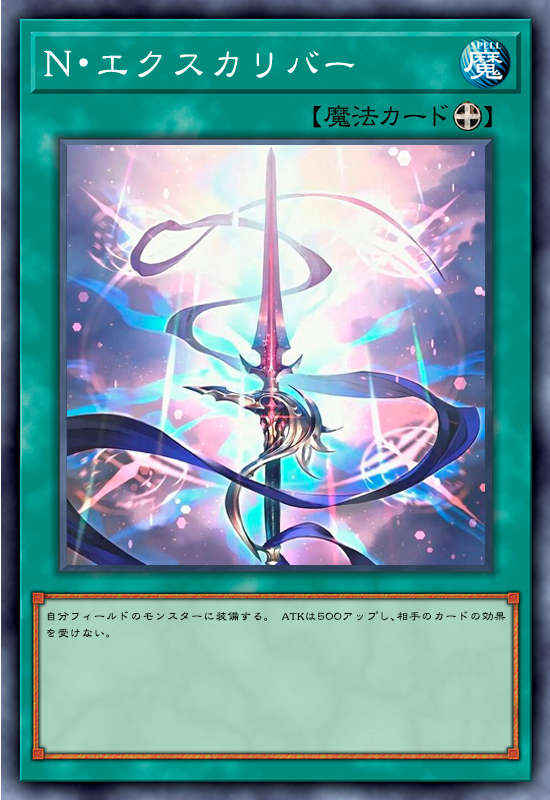 N・エクスカリバー
SPELL
魔
【魔法カード】
自分フィールドのモンスターに装備する。 ATKは500アップし、相手のカードの効果
を受けない。